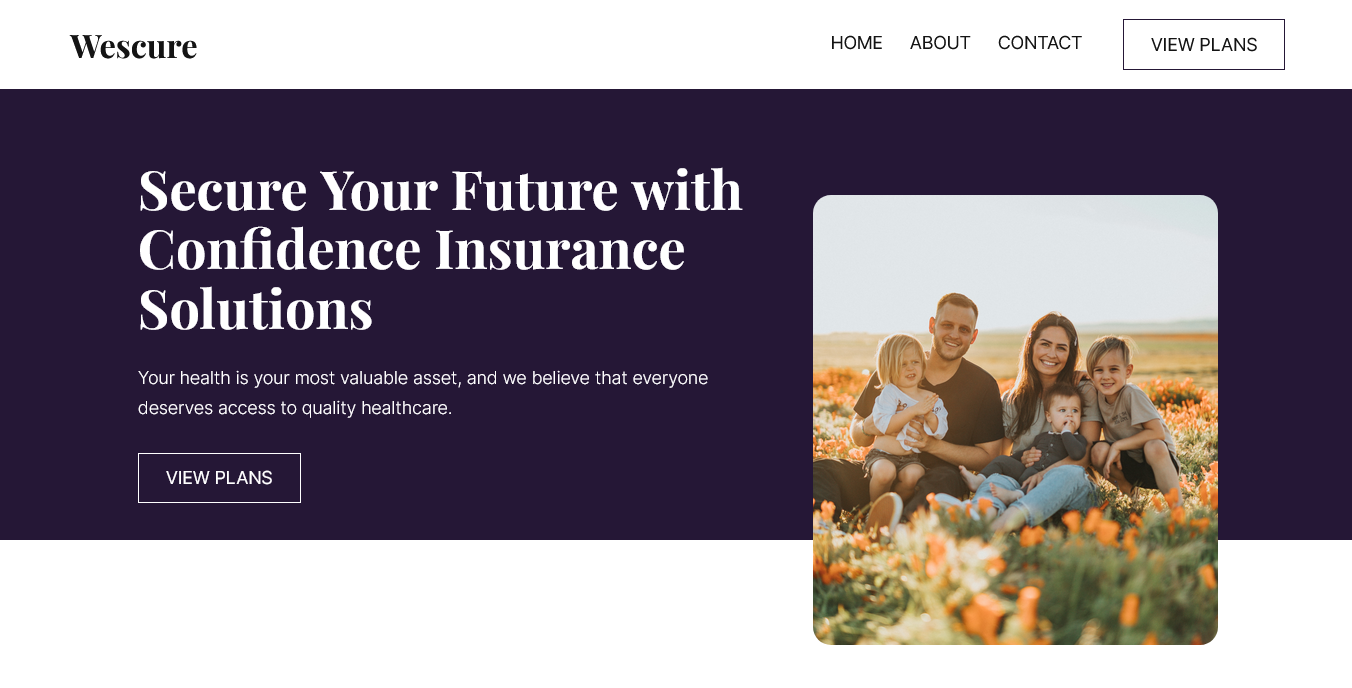 Wescure
HOME ABOUT CONTACT VIEW PLANS
Secure Your Future with
Confidence Insurance
Solutions
Your health is your most valuable asset, and we believe that everyone
deserves access to quality healthcare.
VIEW PLANS